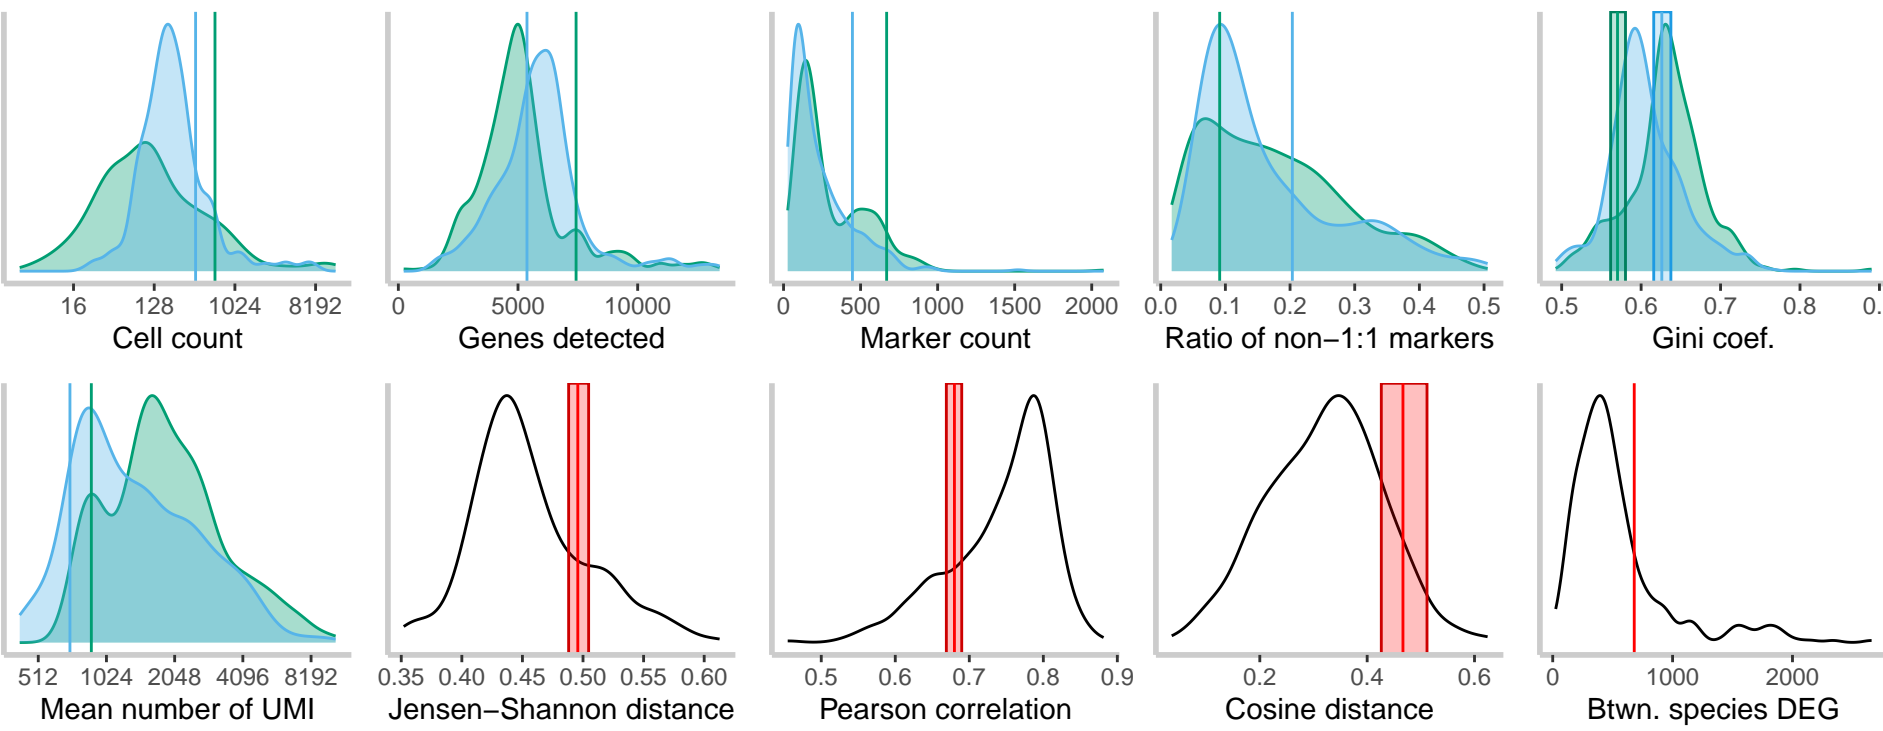 16 128 1024 8192
Cell count
0 5000 10000
Genes detected
0 500 1000 1500 2000
Marker count
0.0 0.1 0.2 0.3 0.4 0.5
Ratio of non−1:1 markers
0.5 0.6 0.7 0.8 0.
Gini coef.
512 1024 2048 4096 8192
Mean number of UMI
0.35 0.40 0.45 0.50 0.55 0.60
Jensen−Shannon distance
0.5 0.6 0.7 0.8 0.9
Pearson correlation
0.2 0.4 0.6
Cosine distance
0 1000 2000
Btwn. species DEG